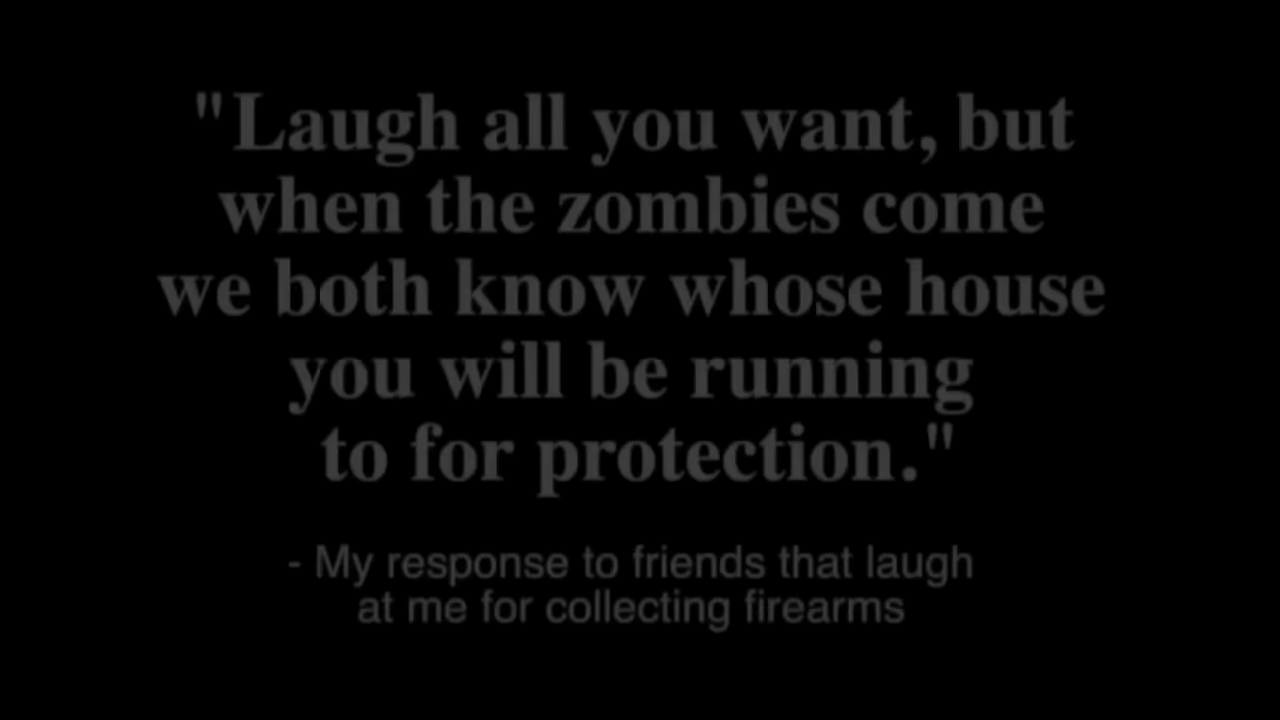 "Laugh all you want, but
when the zombies come
we both know whose house
you will be running
to for protection."
- My response to friends that laugh
at me for collecting firearms